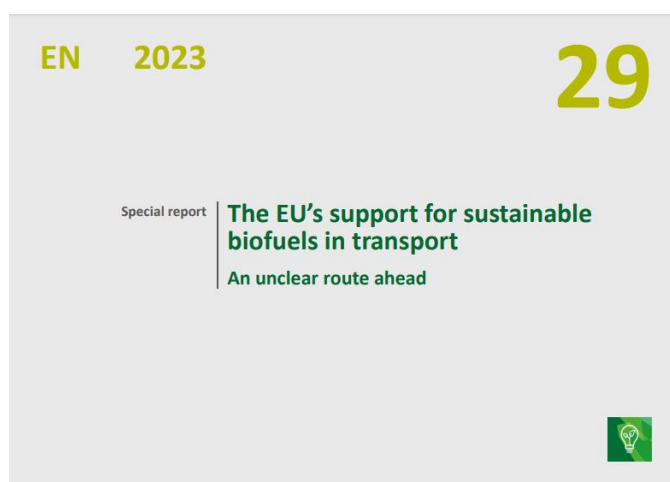 EN 2023
29
Special report
The EU's support for sustainable
biofuels in transport
An unclear route ahead